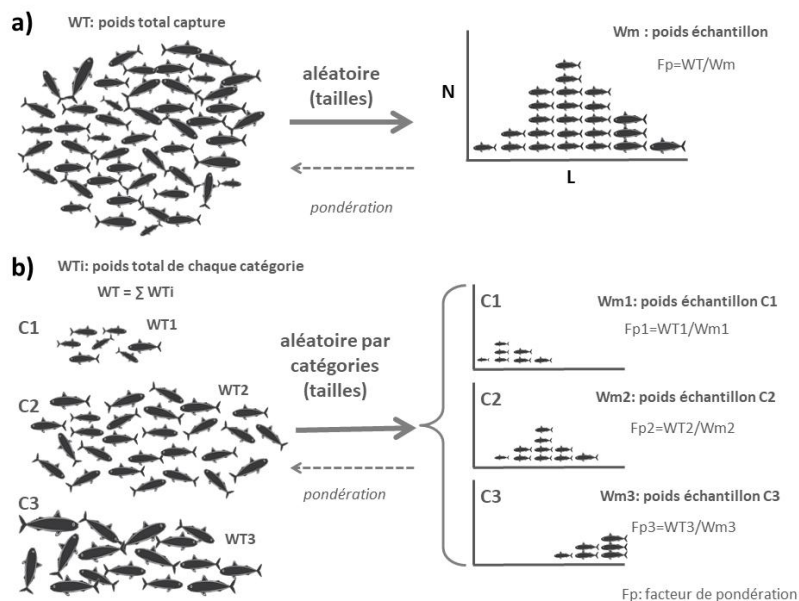 a)
WT: poids total capture
aléatoire
(tailles)
pondération
N
L
Wm : poids échantillon
Fp=WT/Wm
b)
WTi: poids total de chaque catégorie
WT = ∑ WTi
C1
WT1
C2
WT2
C3
WT3
aléatoire par
catégories
(tailles)
pondération
C1
Wm1: poids échantillon C1
Fp1=WT1/Wm1
C2
Wm2: poids échantillon C2
Fp2=WT2/Wm2
C3
Wm3: poids échantillon C3
Fp3=WT3/Wm3
Fp: facteur de pondération